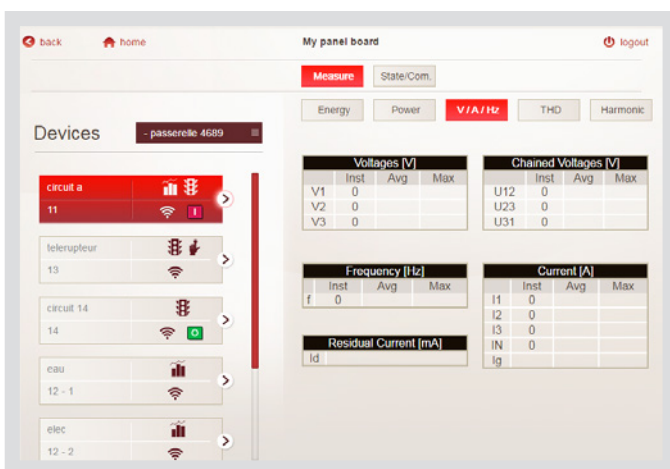 back home My panel board logout
Measure State/Com.
Energy Power V/A/Hz THD Harmonic
Devices - passerelle 4689
circuit a
11 I
telerupteur
13
circuit 14
14 O
eau
12 - 1
elec
12 - 2
Voltages [V]
Inst Avg Max
V1 0
V2 0
V3 0
Chained Voltages [V]
Inst Avg Max
U12 0
U23 0
U31 0
Frequency [Hz]
Inst Avg Max
f 0
Current [A]
Inst Avg Max
I1 0
I2 0
I3 0
IN 0
Ig
Residual Current [mA]
Id